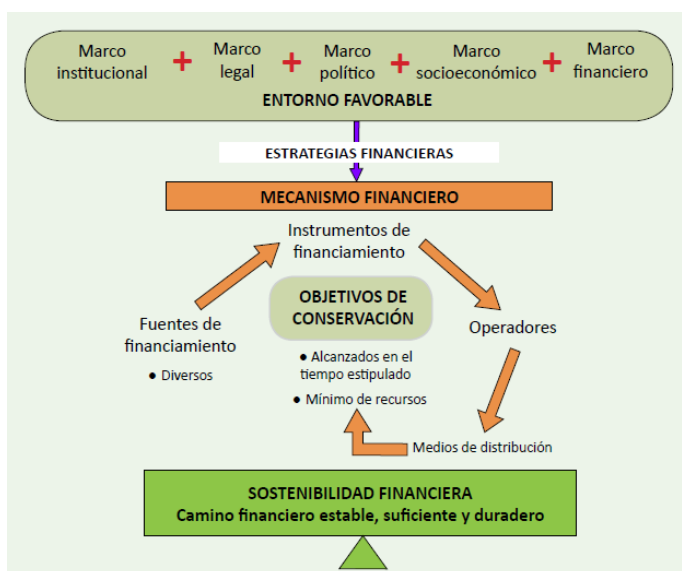 Marco institucional + Marco legal + Marco político + Marco socioeconómico + Marco financiero
ENTORNO FAVORABLE
ESTRATEGIAS FINANCIERAS
MECANISMO FINANCIERO
Instrumentos de
financiamiento
Fuentes de
financiamiento
• Diversos
OBJETIVOS DE
CONSERVACIÓN
• Alcanzados en el
tiempo estipulado
• Mínimo de recursos
Operadores
Medios de distribución
SOSTENIBILIDAD FINANCIERA
Camino financiero estable, suficiente y duradero